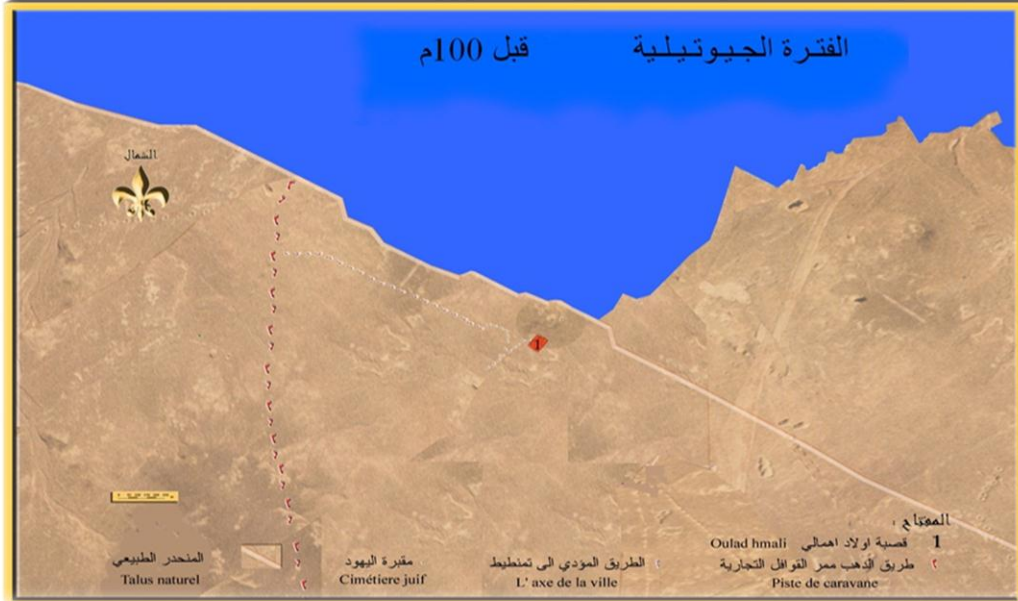 الفترة الجيوتيلية قبل 100م
الشمال
1
المفتاح :
1 قصبة اولاد اهمالي Oulad hmali
طريق الذهب ممر القوافل التجارية
Piste de caravane
الطريق المؤدي الى تمنطيط
L' axe de la ville
مقبرة اليهود
Cimétiere juif
المنحدر الطبيعي
Talus naturel